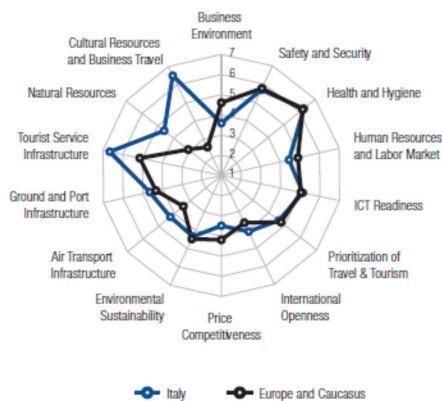 Business
Environment
Cultural Resources
and Business Travel
Safety and Security
Natural Resources
Health and Hygiene
Tourist Service
Infrastructure
Human Resources
and Labor Market
Ground and Port
Infrastructure
ICT Readiness
Air Transport
Infrastructure
Prioritization of
Travel & Tourism
Environmental
Sustainability
International
Openness
Price
Competitiveness
7
6
5
4
3
2
1
Italy
Europe and Caucasus